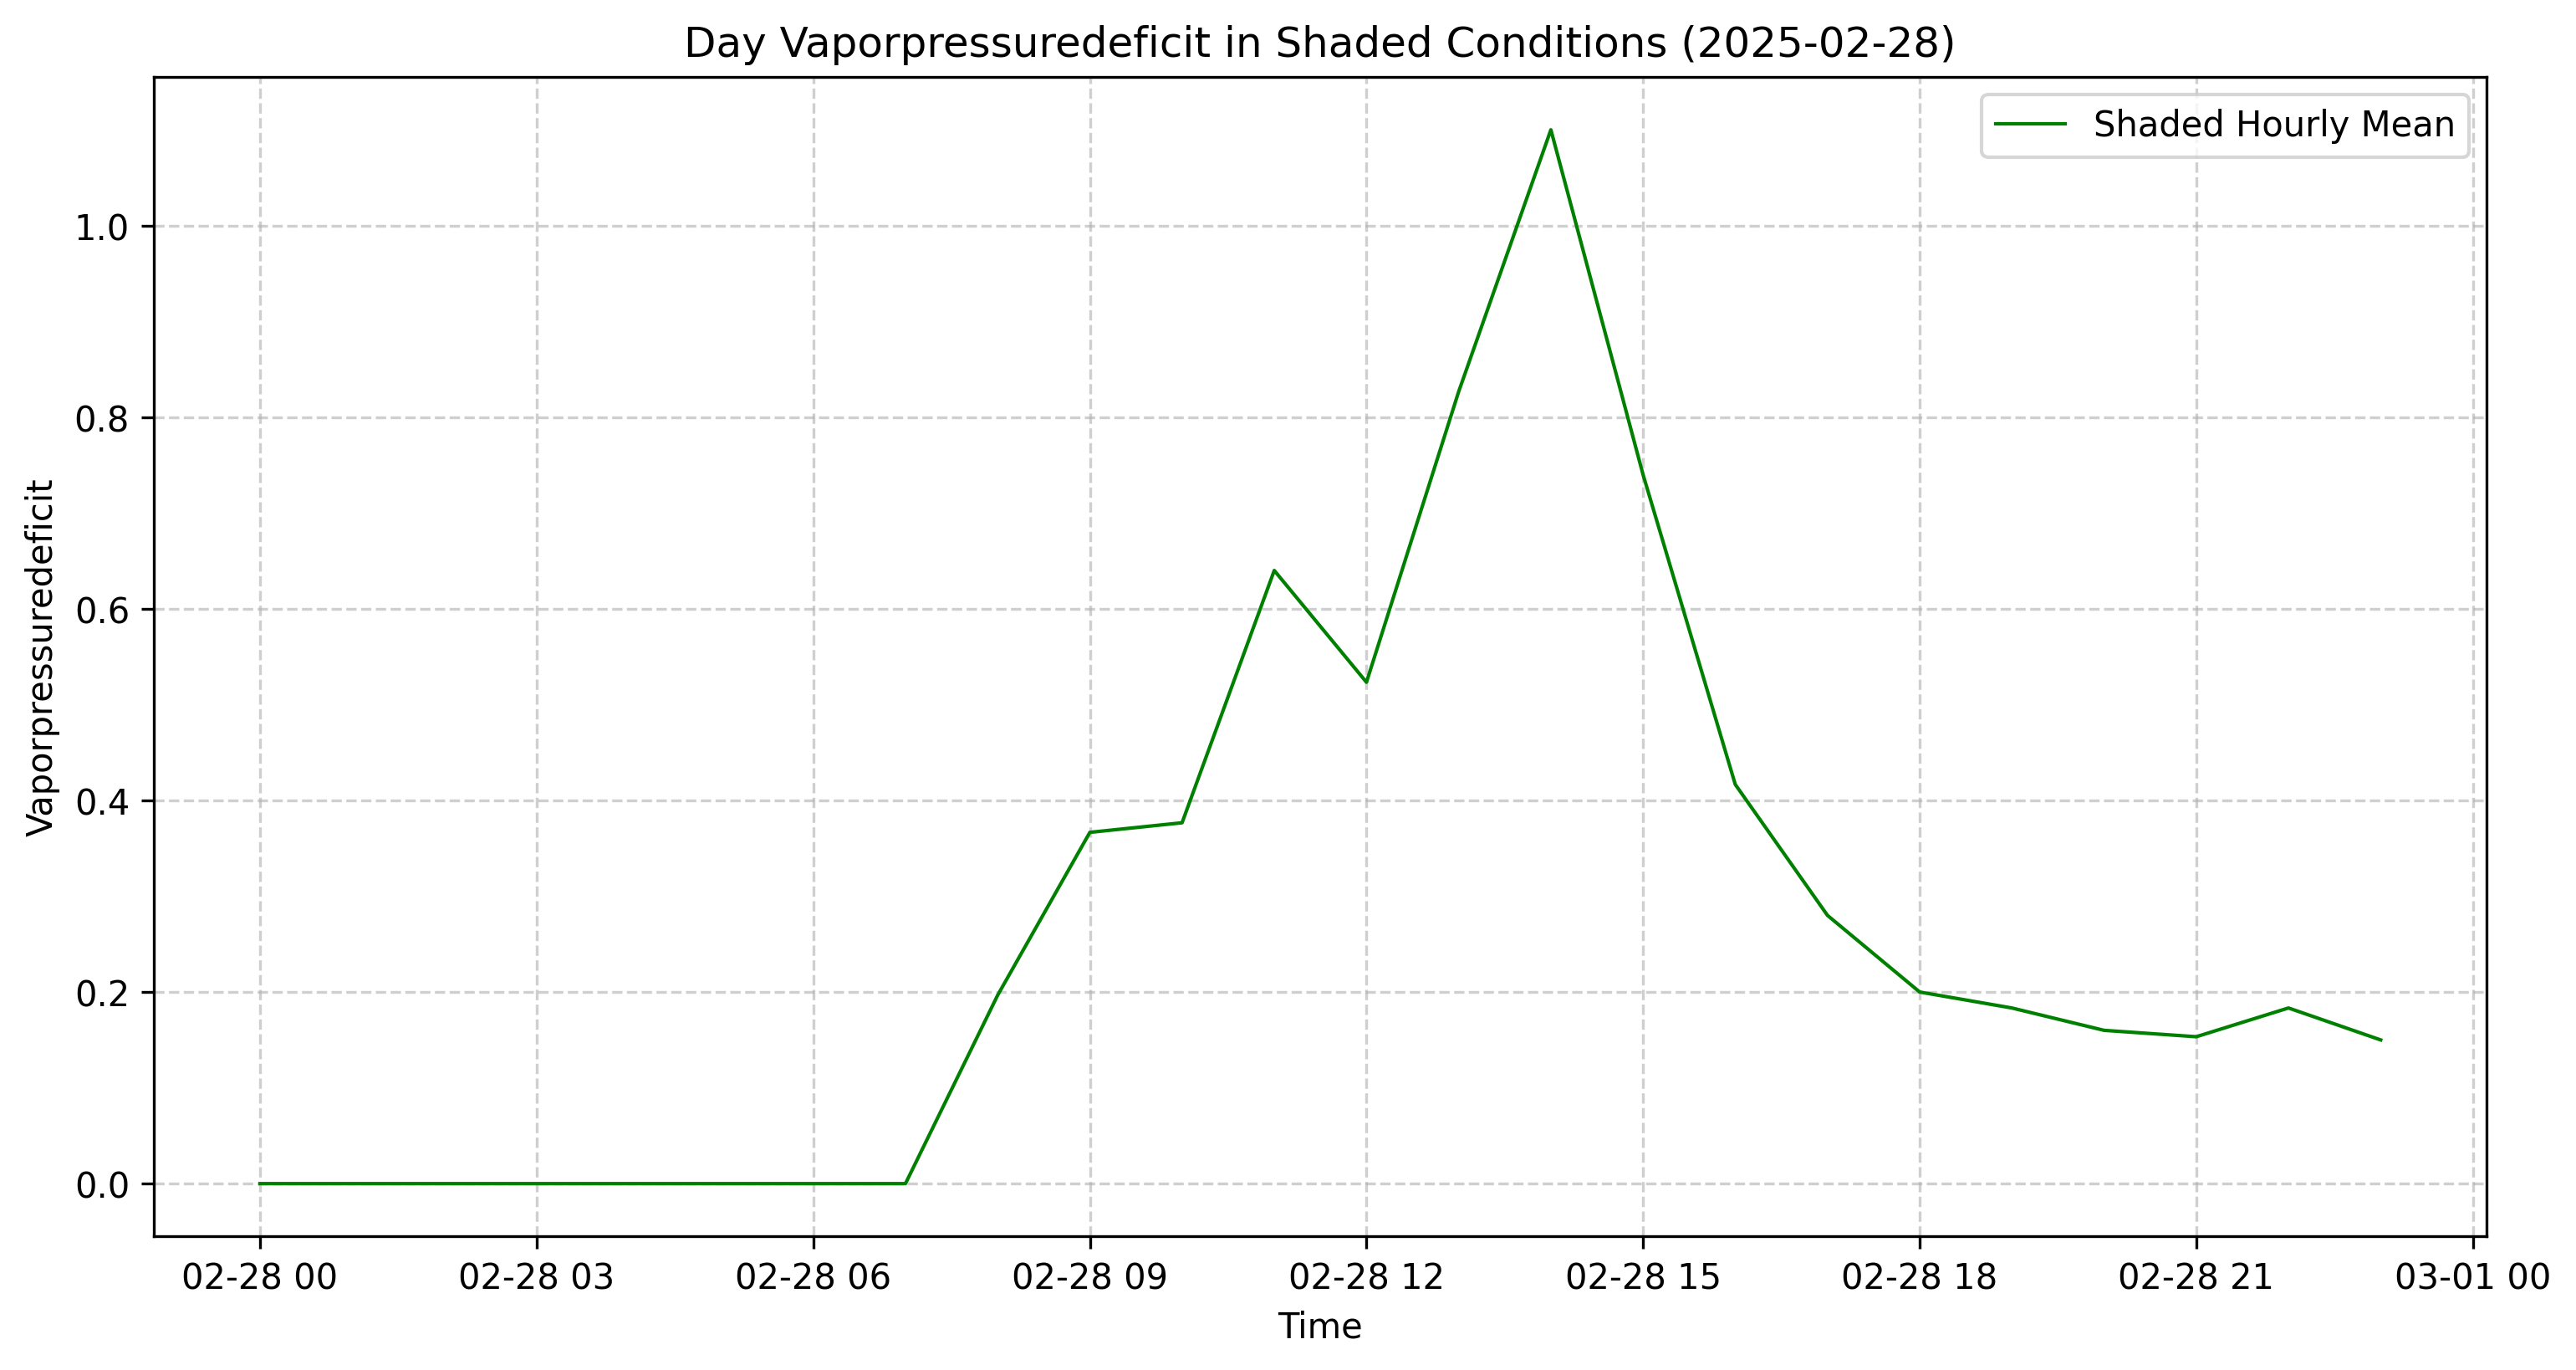 Day Vaporpressuredeficit in Shaded Conditions (2025-02-28)
Shaded Hourly Mean
Vaporpressuredeficit
1.0
0.8
0.6
0.4
0.2
0.0
02-28 00 02-28 03 02-28 06 02-28 09 02-28 12 02-28 15 02-28 18 02-28 21 03-01 00
Time